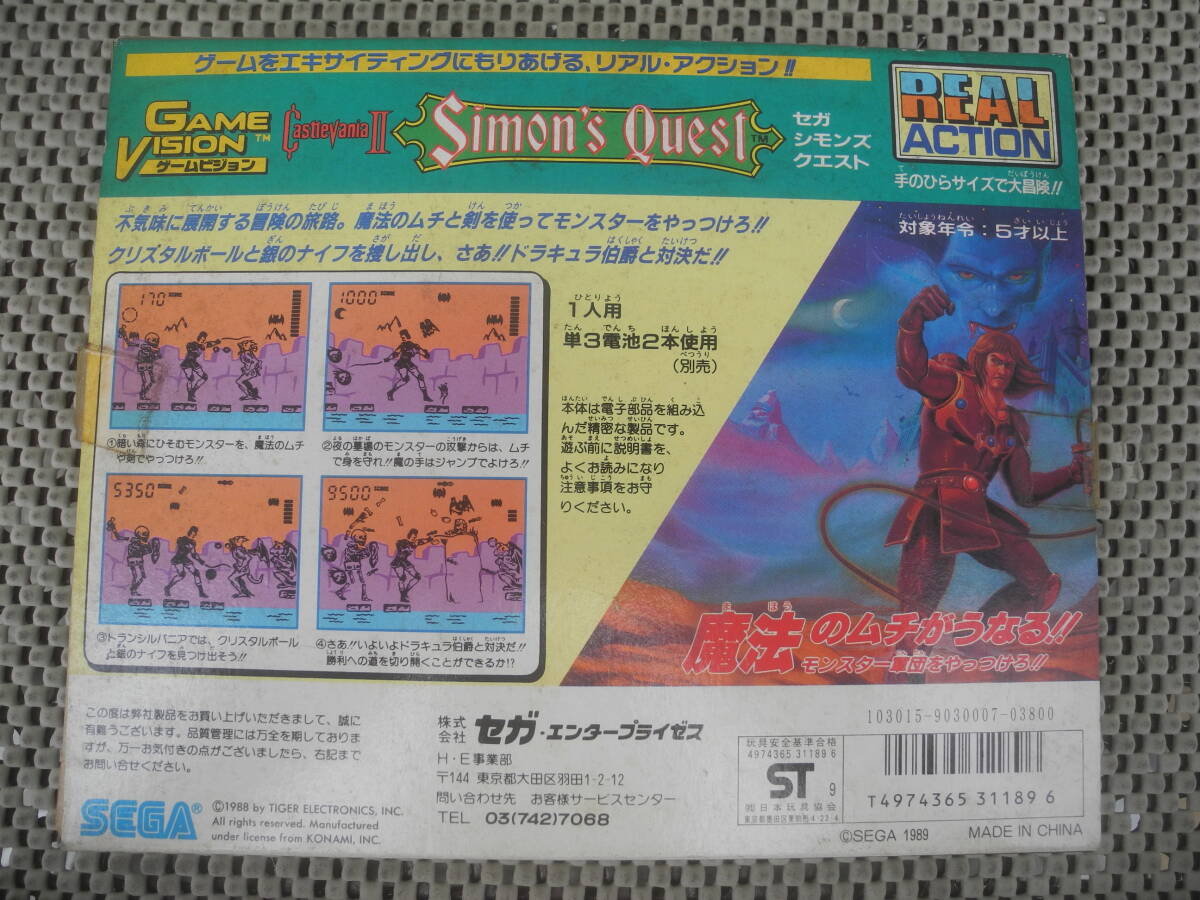 ゲームをエキサイティングにもりあげる、リアル・アクション!!
GAME VISION™
ゲームビジョン
Castlevania II
Simon's Quest™
セガ
シモンズ
クエスト
REAL
ACTION
手のひらサイズで大冒険!!
不気味に展開する冒険の旅路。魔法のムチと剣を使ってモンスターをやっつけろ!!
クリスタルボールと銀のナイフを捜し出し、さあ!!ドラキュラ伯爵と対決だ!!
対象年令:5才以上
170
1000
①暗い森にひそむモンスターを、魔法のムチ
や剣でやっつけろ!!
②夜の墓場のモンスターの攻撃からは、ムチ
で身を守れ!!魔の手はジャンプでよけろ!!
5350
9500
③トランシルバニアでは、クリスタルボール
と銀のナイフを見つけ出そう!!
④さあ!!いよいよドラキュラ伯爵と対決だ!!
勝利への道を切り開くことができるか!?
1人用
単3電池2本使用
(別売)
本体は電子部品を組み込
んだ精密な製品です。
遊ぶ前に説明書を、
よくお読みになり
注意事項をお守
りください。
魔法のムチがうなる!!
モンスター軍団をやっつけろ!!
この度は弊社製品をお買い上げいただきまして、誠に
有難うございます。品質管理には万全を期しておりま
すが、万一お気付きの点がございましたら、右記まで
お問い合せください。
SEGA®
©1988 by TIGER ELECTRONICS, INC.
All rights reserved. Manufactured
under license from KONAMI, INC.
株式会社 セガ・エンタープライゼス
H・E事業部
〒144 東京都大田区羽田1-2-12
問い合わせ先 お客様サービスセンター
TEL 03(742)7068
103015-9030007-03800
玩具安全基準合格
4974365 31189 6
ST 9
㈳日本玩具協会
東京都墨田区東駒形4-22-4
T4974365 311896
©SEGA 1989 MADE IN CHINA